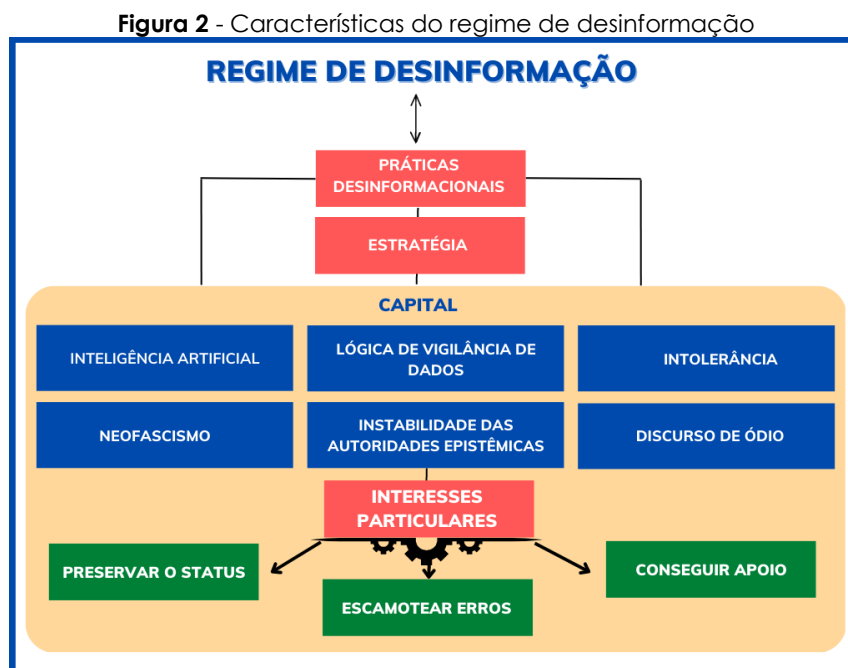 Figura 2 - Características do regime de desinformação
REGIME DE DESINFORMAÇÃO
PRÁTICAS
DESINFORMACIONAIS
ESTRATÉGIA
CAPITAL
INTELIGÊNCIA ARTIFICIAL
LÓGICA DE VIGILÂNCIA DE
DADOS
INTOLERÂNCIA
NEOFASCISMO
INSTABILIDADE DAS
AUTORIDADES EPISTÊMICAS
DISCURSO DE ÓDIO
INTERESSES
PARTICULARES
PRESERVAR O STATUS
ESCAMOTEAR ERROS
CONSEGUIR APOIO